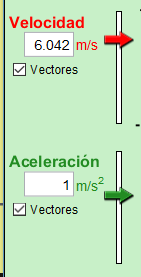 Velocidad
6.042 m/s
Vectores
Aceleración
1 m/s²
Vectores